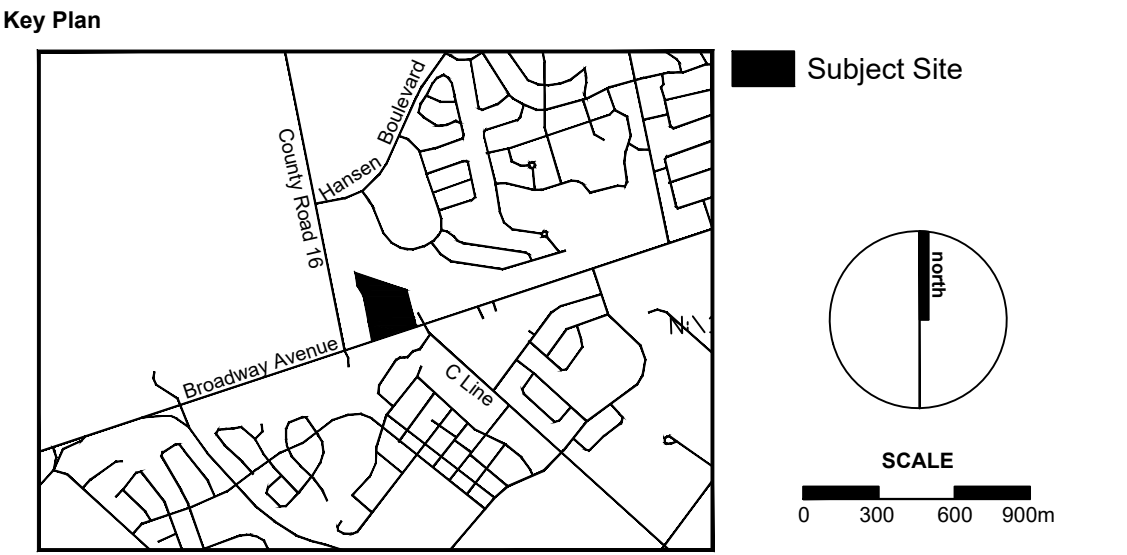 Key Plan
Subject Site
Hansen Boulevard
County Road 16
north
Broadway Avenue
C Line
SCALE
0 300 600 900m